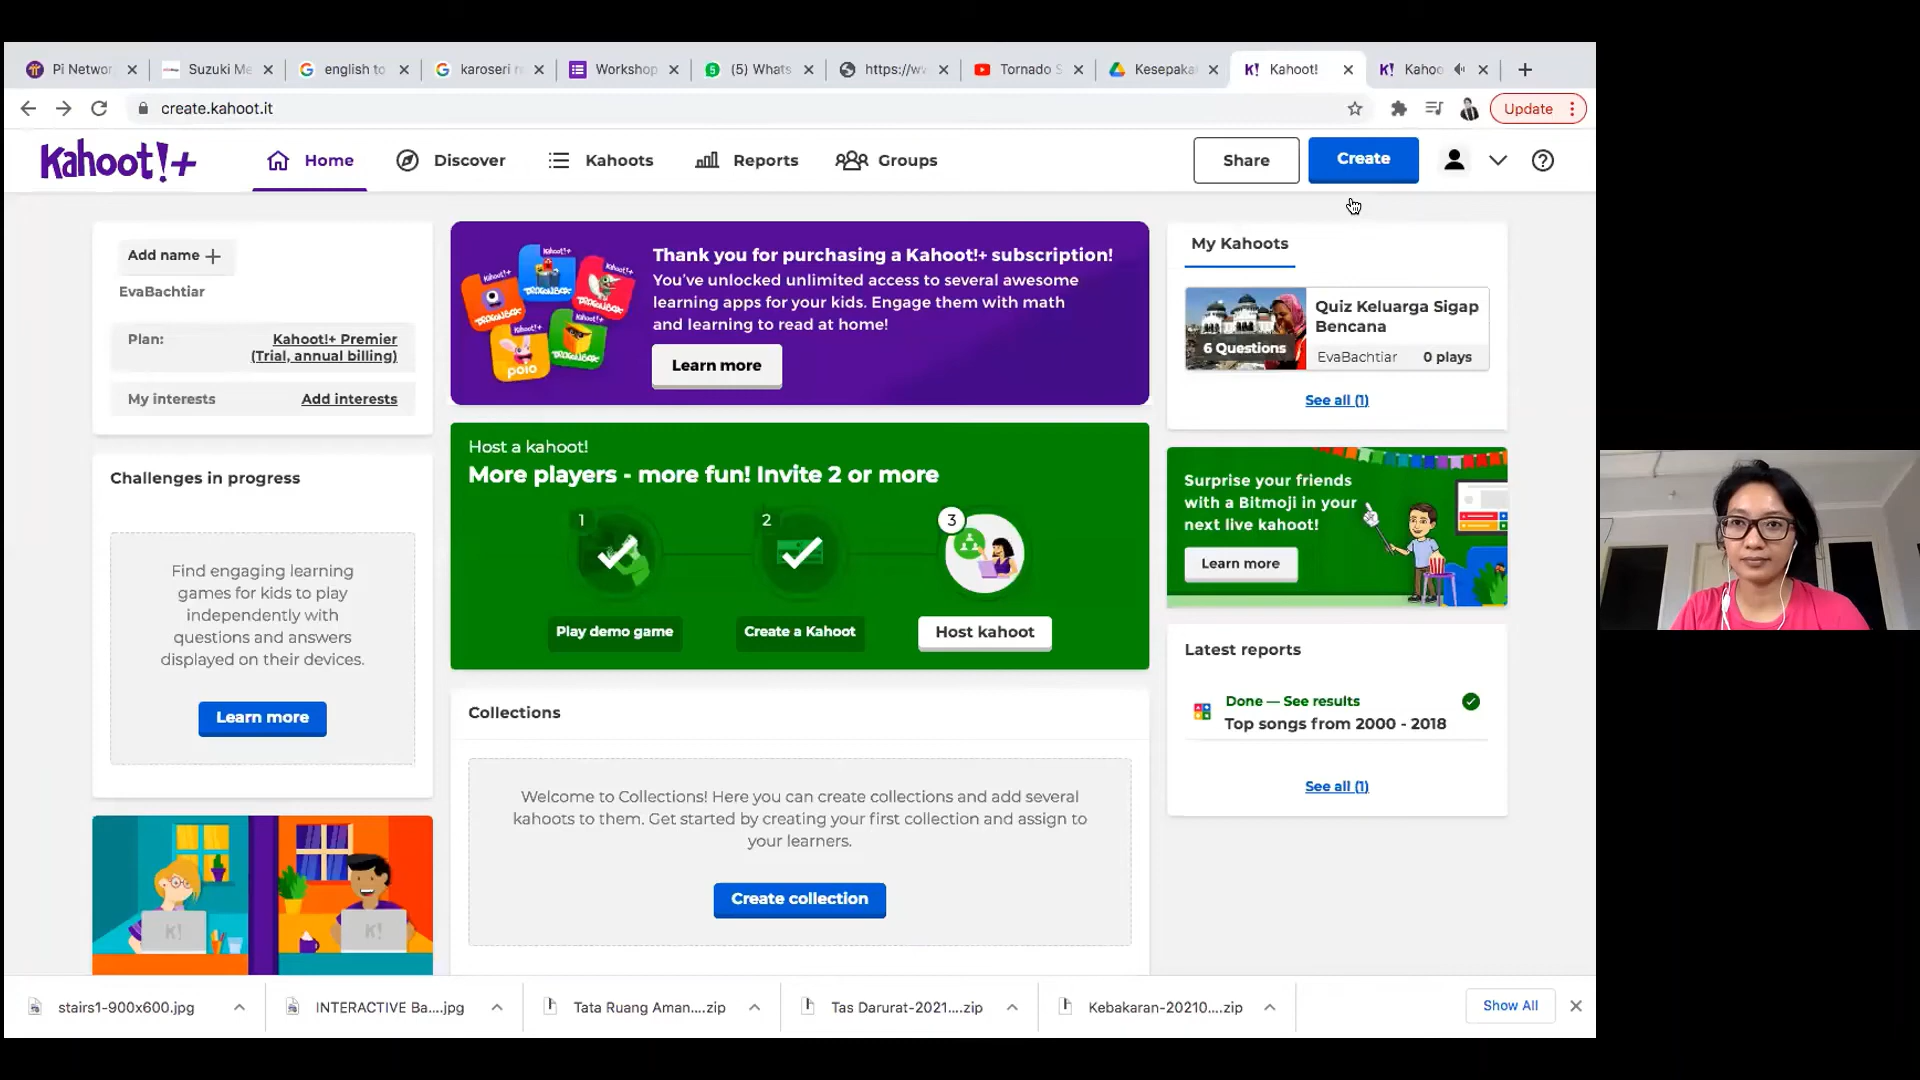 Pi Networ
Suzuki Me
english to
karoseri
Workshop
(5) Whats
https://w
Tornado S
Kesepaka
Kahoot!
Kahoo
create.kahoot.it
Update
Kahoot!+
Home
Discover
Kahoots
Reports
Groups
Share
Create
Add name +
EvaBachtiar
Plan:
Kahoot!+ Premier
(Trial, annual billing)
My interests
Add interests
Challenges in progress
Find engaging learning
games for kids to play
independently with
questions and answers
displayed on their devices.
Learn more
K!
K!
Kahoot!+
Kahoot!+
Kahoot!+
DRAGONBOX
DRAGONBOX
DRAGONBOX
DRAGONBOX
poio
Thank you for purchasing a Kahoot!+ subscription!
You've unlocked unlimited access to several awesome
learning apps for your kids. Engage them with math
and learning to read at home!
Learn more
Host a kahoot!
More players - more fun! Invite 2 or more
1
2
3
Play demo game
Create a Kahoot
Host kahoot
Collections
Welcome to Collections! Here you can create collections and add several
kahoots to them. Get started by creating your first collection and assign to
your learners.
Create collection
My Kahoots
6 Questions
Quiz Keluarga Sigap
Bencana
EvaBachtiar
0 plays
See all (1)
Surprise your friends
with a Bitmoji in your
next live kahoot!
Learn more
Latest reports
Done — See results
Top songs from 2000 - 2018
See all (1)
stairs1-900x600.jpg
INTERACTIVE Ba....jpg
Tata Ruang Aman....zip
Tas Darurat-2021....zip
Kebakaran-20210....zip
Show All